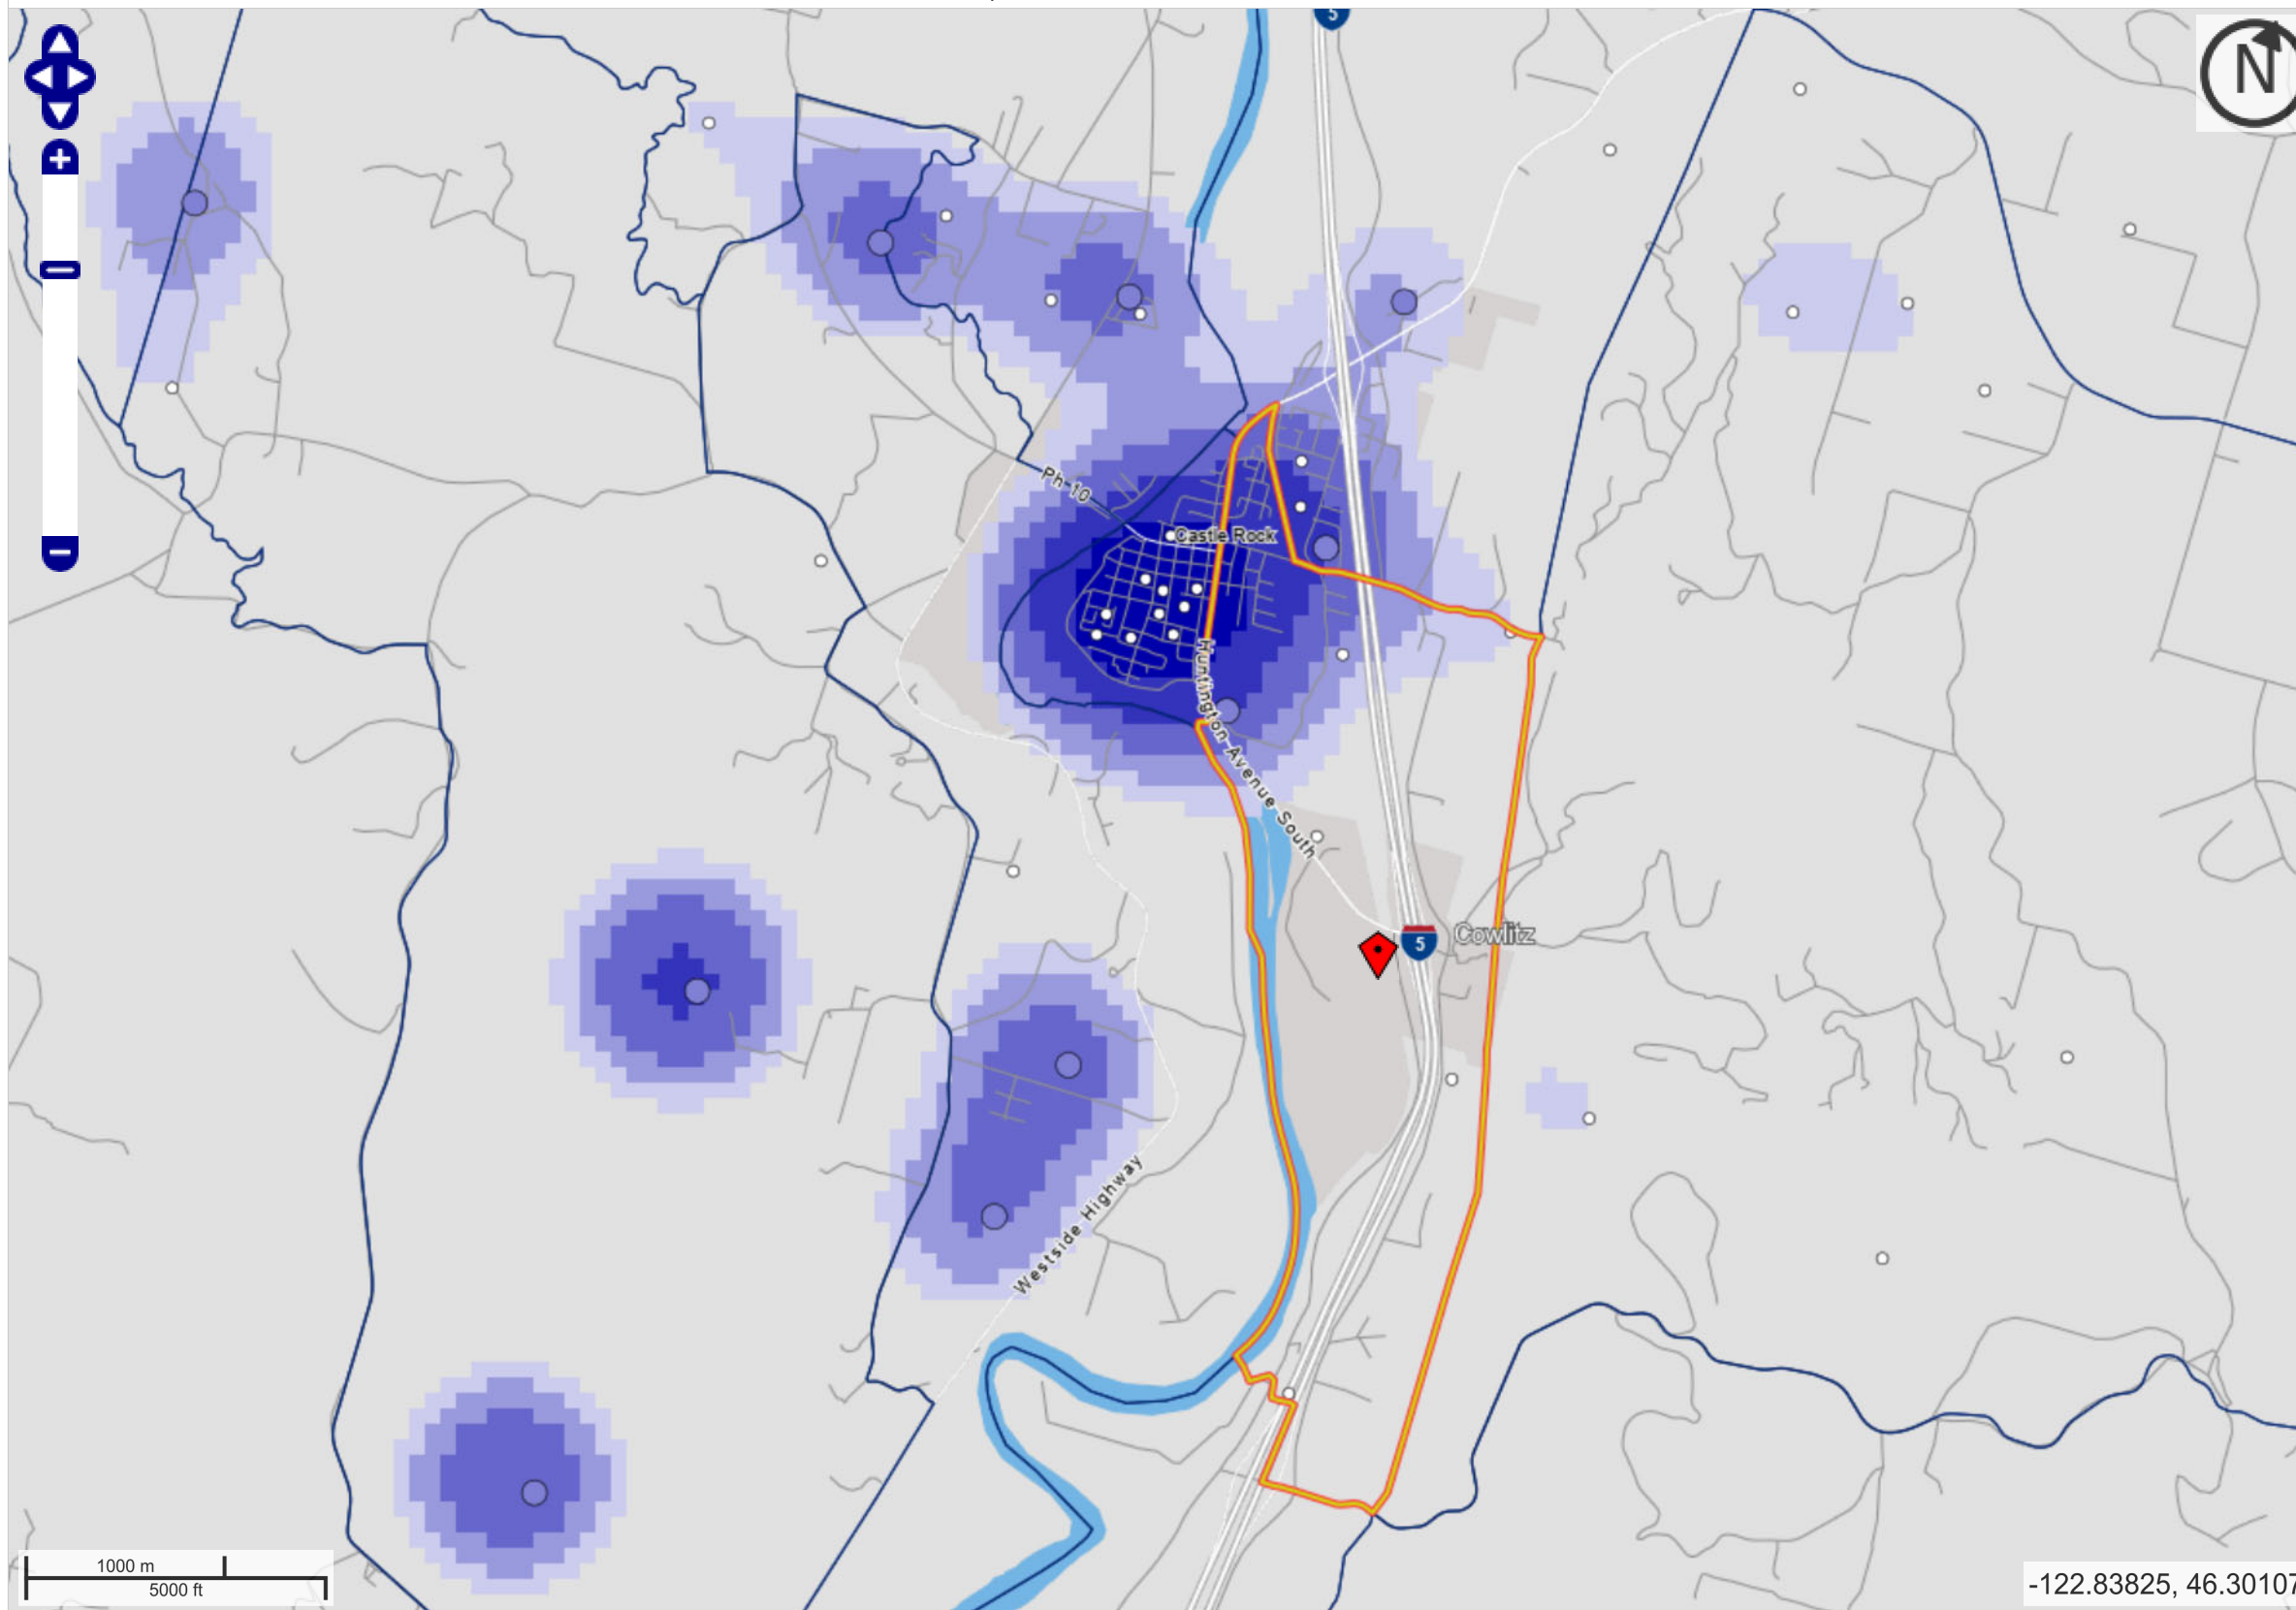 5
N
Ph 10
Castle Rock
Huntington Avenue South
5
Cowlitz
Westside Highway
1000 m
5000 ft
-122.83825, 46.30107